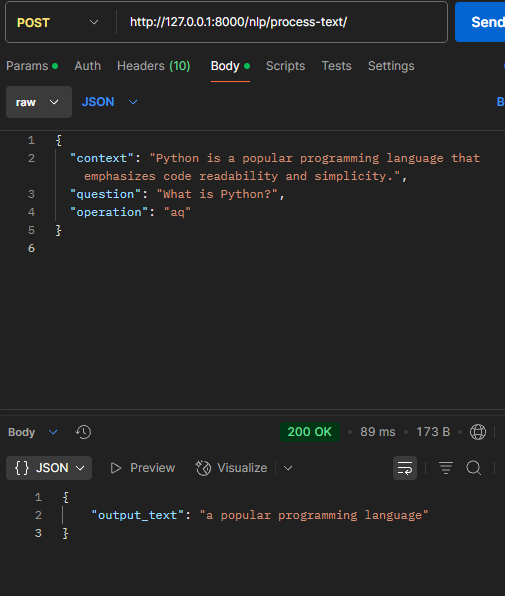 POST http://127.0.0.1:8000/nlp/process-text/ Send
Params Auth Headers (10) Body Scripts Tests Settings
raw JSON B
1 {
2 "context": "Python is a popular programming language that
emphasizes code readability and simplicity.",
3 "question": "What is Python?",
4 "operation": "aq"
5 }
6
Body 200 OK 89 ms 173 B
{} JSON Preview Visualize
1 {
2 "output_text": "a popular programming language"
3 }